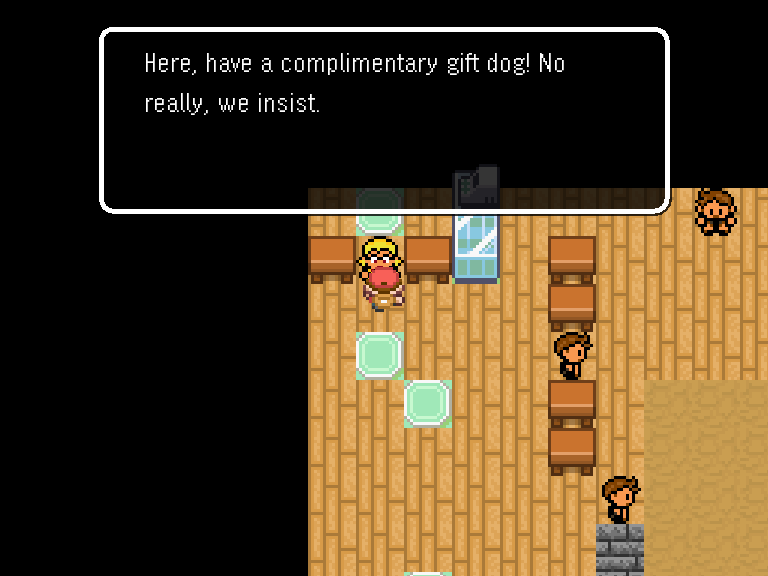 Here, have a complimentary gift dog! No
really, we insist.